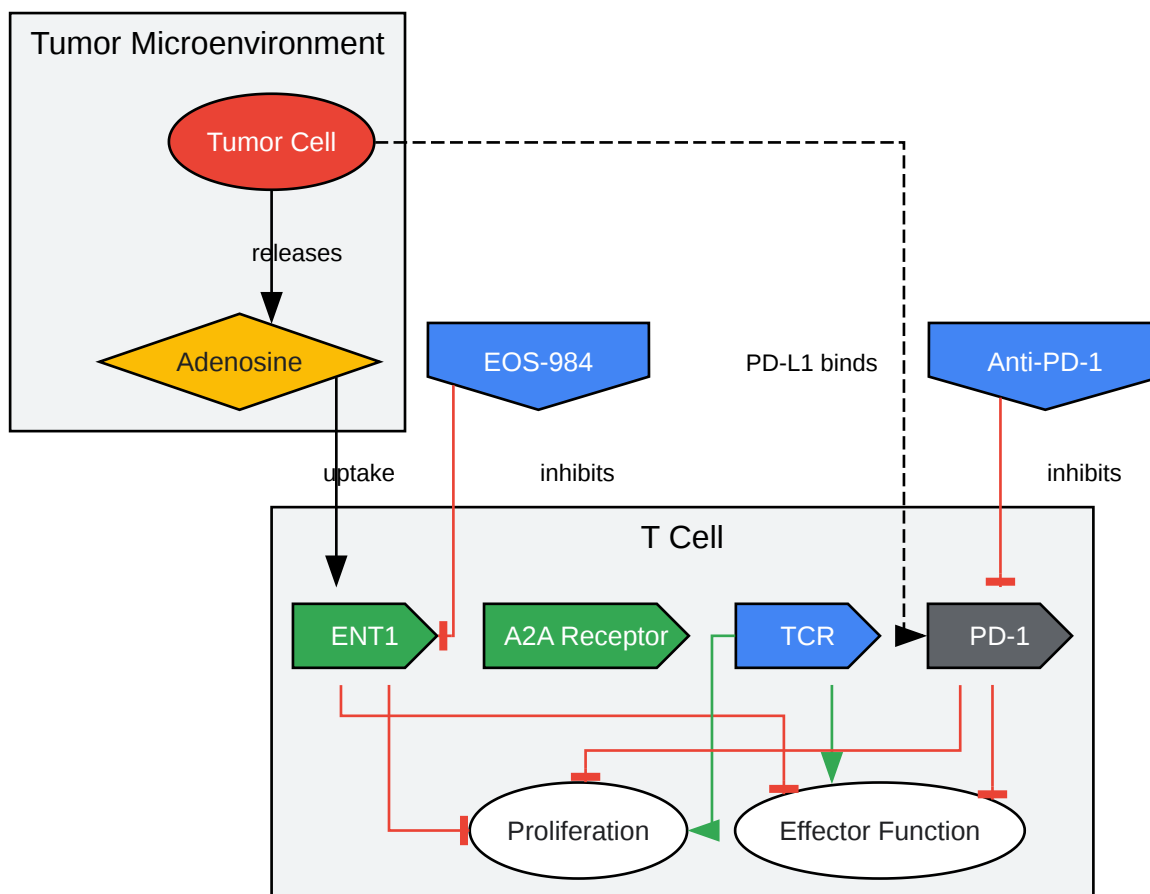 Tumor Microenvironment
Tumor Cell
releases
Adenosine
EOS-984
PD-L1 binds
Anti-PD-1
uptake
inhibits
inhibits
T Cell
ENT1
A2A Receptor
TCR
PD-1
Proliferation
Effector Function